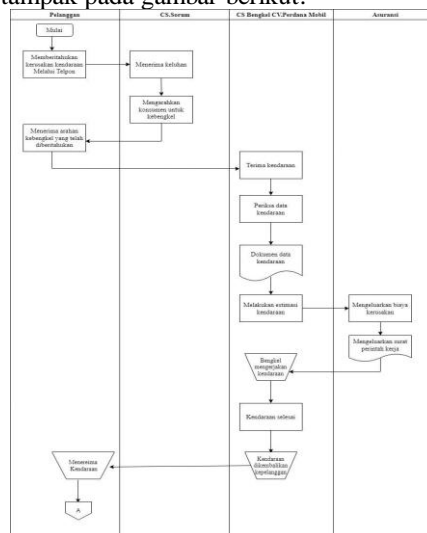 tampak pada gambar berikut:
Pelanggan
CS.Sorum
CS Bengkel CV.Perdana Mobil
Asuransi
Mulai
Memberitahukan
kerusakan kendaraan
Melalui Telpon
Menerima keluhan
Mengarahkan
konsumen untuk
kebengkel
Menerima arahan
kebengkel yang telah
diberitahukan
Terima kendaraan
Periksa data
kendaraan
Dokumen data
kendaraan
Melakukan estimasi
kendaraan
Mengeluarkan biaya
kerusakan
Mengeluarkan surat
perintah kerja
Bengkel
mengerjakan
kendaraan
Kendaraan selesai
Kendaraan
dikembalikan
kepelanggan
Menerima
Kendaraan
A